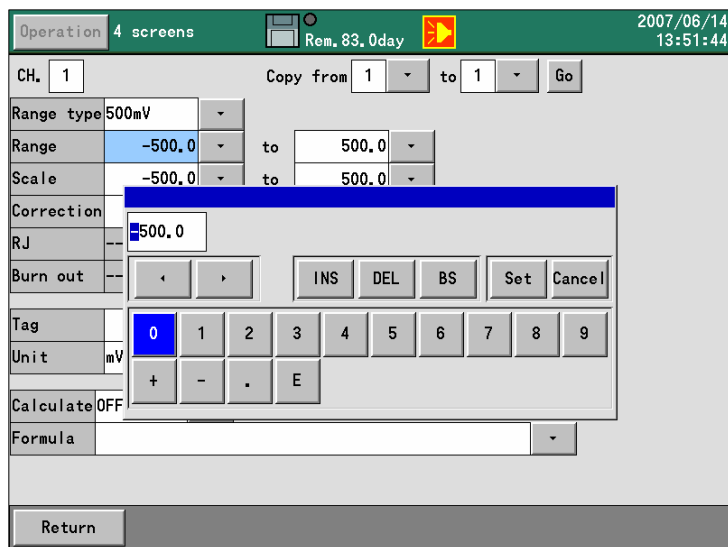 Operation 4 screens Rem. 83. 0day 2007/06/14
13:51:44
CH. 1 Copy from 1 to 1 Go
Range type 500mV
Range -500.0 to 500.0
Scale -500.0 to 500.0
Correction
-500.0
RJ --
Burn out --
INS DEL BS Set Cancel
Tag
0 1 2 3 4 5 6 7 8 9
Unit mV
+ - . E
Calculate OFF
Formula
Return